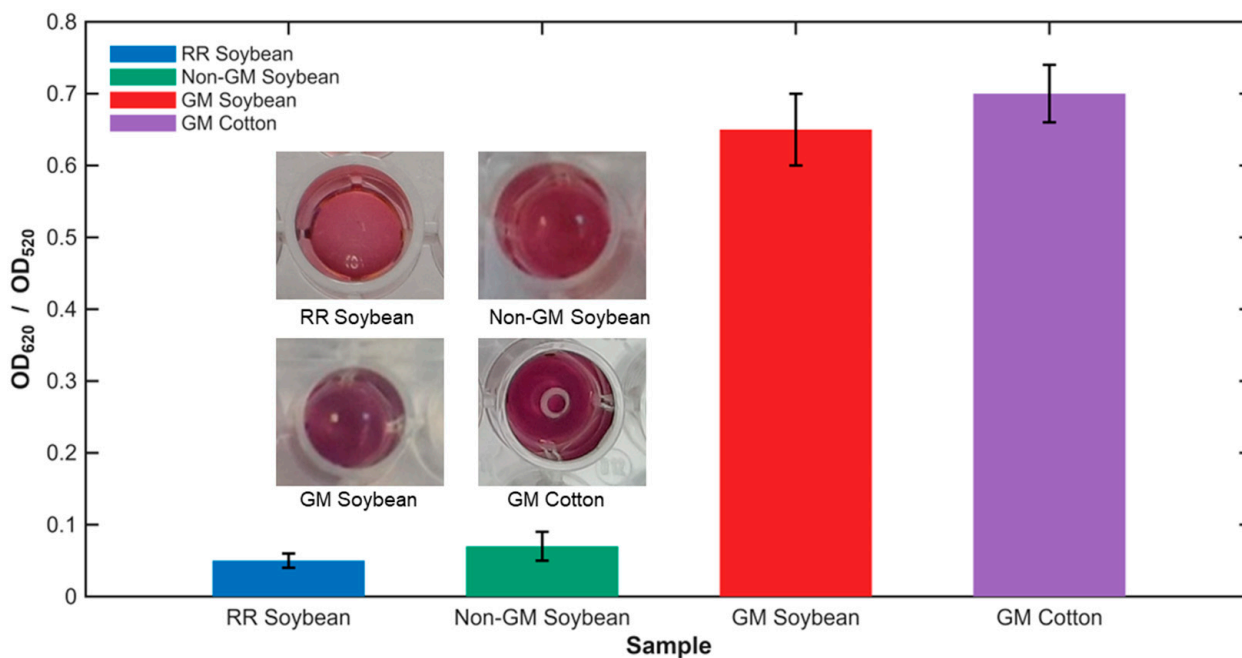 0.8
0.7
0.6
0.5
0.4
0.3
0.2
0.1
0
OD₆₂₀ / OD₅₂₀
RR Soybean
Non-GM Soybean
GM Soybean
GM Cotton
RR Soybean
Non-GM Soybean
GM Soybean
GM Cotton
RR Soybean
Non-GM Soybean
GM Soybean
GM Cotton
Sample